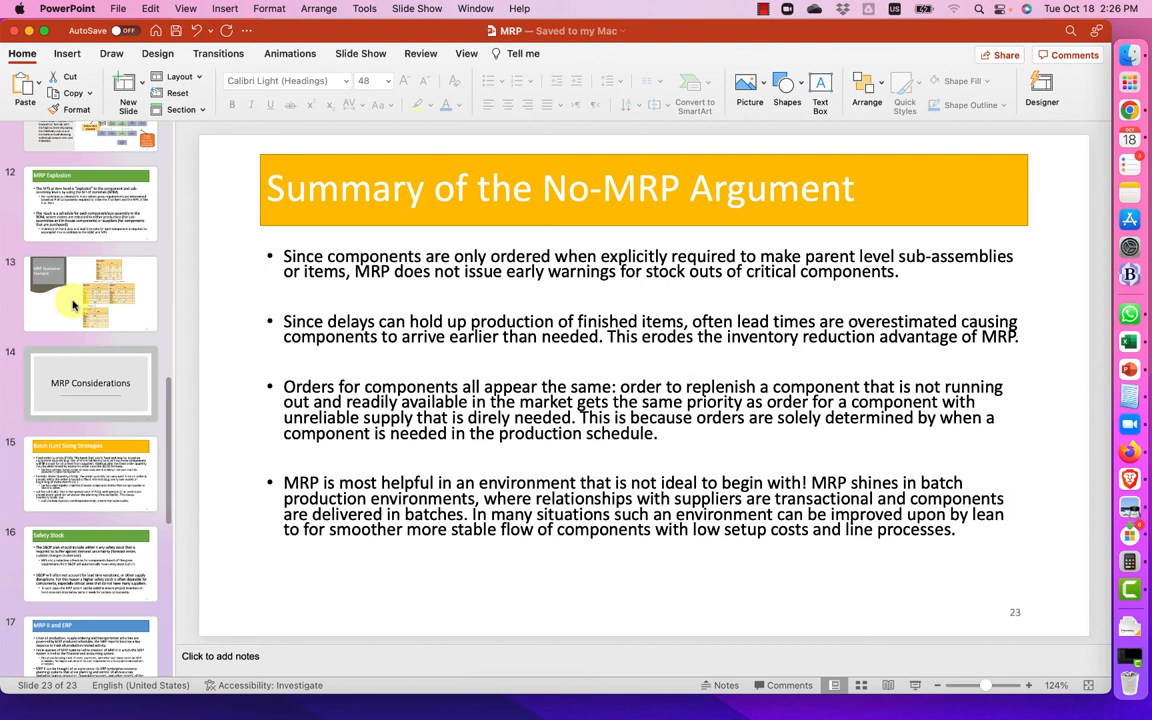 PowerPoint File Edit View Insert Format Arrange Tools Slide Show Window Help US Tue Oct 18 2:26 PM
AutoSave OFF MRP — Saved to my Mac
Home Insert Draw Design Transitions Animations Slide Show Review View Tell me Share Comments
Paste Cut Copy Format
New Slide Layout Reset Section
Calibri Light (Headings) 48
Convert to SmartArt
Picture Shapes Text Box Arrange Quick Styles Shape Fill Shape Outline Designer
12
MRP Explosion
13
14
MRP Considerations
15
Batch (Lot) Sizing Strategies
16
Safety Stock
17
MRP II and ERP
Summary of the No-MRP Argument
• Since components are only ordered when explicitly required to make parent level sub-assemblies
or items, MRP does not issue early warnings for stock outs of critical components.
• Since delays can hold up production of finished items, often lead times are overestimated causing
components to arrive earlier than needed. This erodes the inventory reduction advantage of MRP.
• Orders for components all appear the same: order to replenish a component that is not running
out and readily available in the market gets the same priority as order for a component with
unreliable supply that is direly needed. This is because orders are solely determined by when a
component is needed in the production schedule.
• MRP is most helpful in an environment that is not ideal to begin with! MRP shines in batch
production environments, where relationships with suppliers are transactional and components
are delivered in batches. In many situations such an environment can be improved upon by lean
to for smoother more stable flow of components with low setup costs and line processes.
23
Click to add notes
Slide 23 of 23 English (United States) Accessibility: Investigate Notes Comments 124%
OCT
18